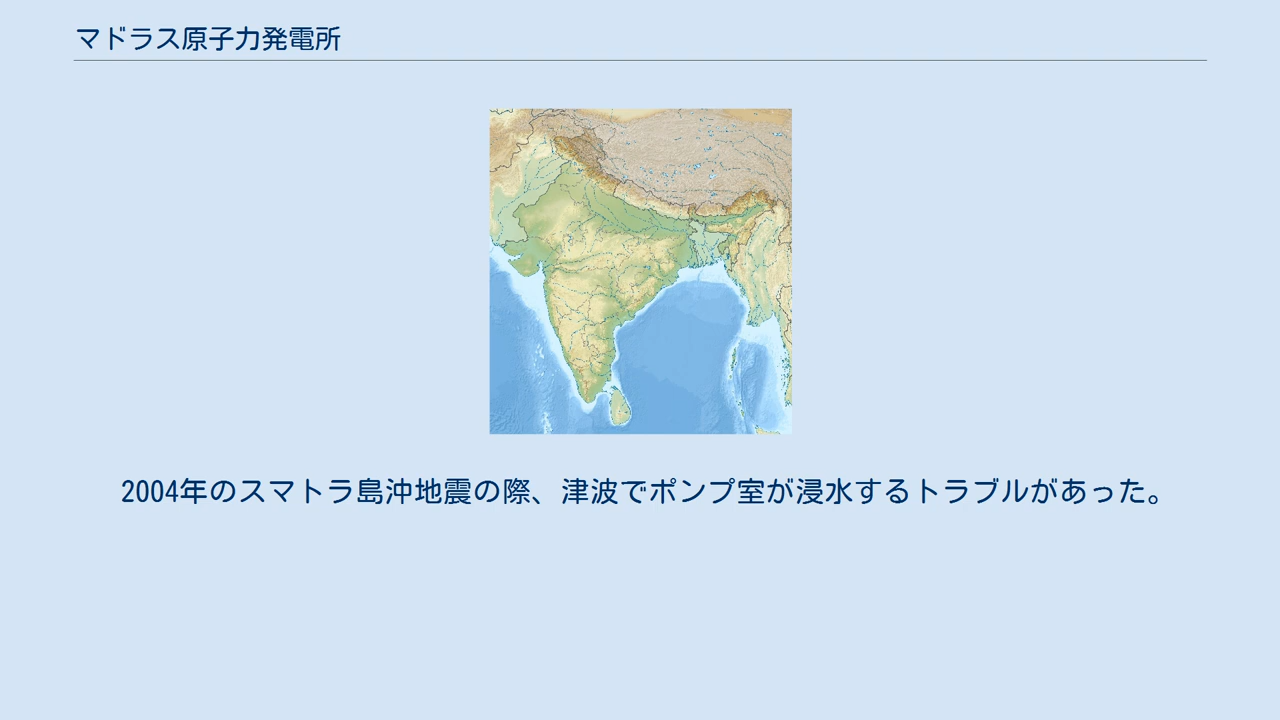 マドラス原子力発電所
2004年のスマトラ島沖地震の際、津波でポンプ室が浸水するトラブルがあった。